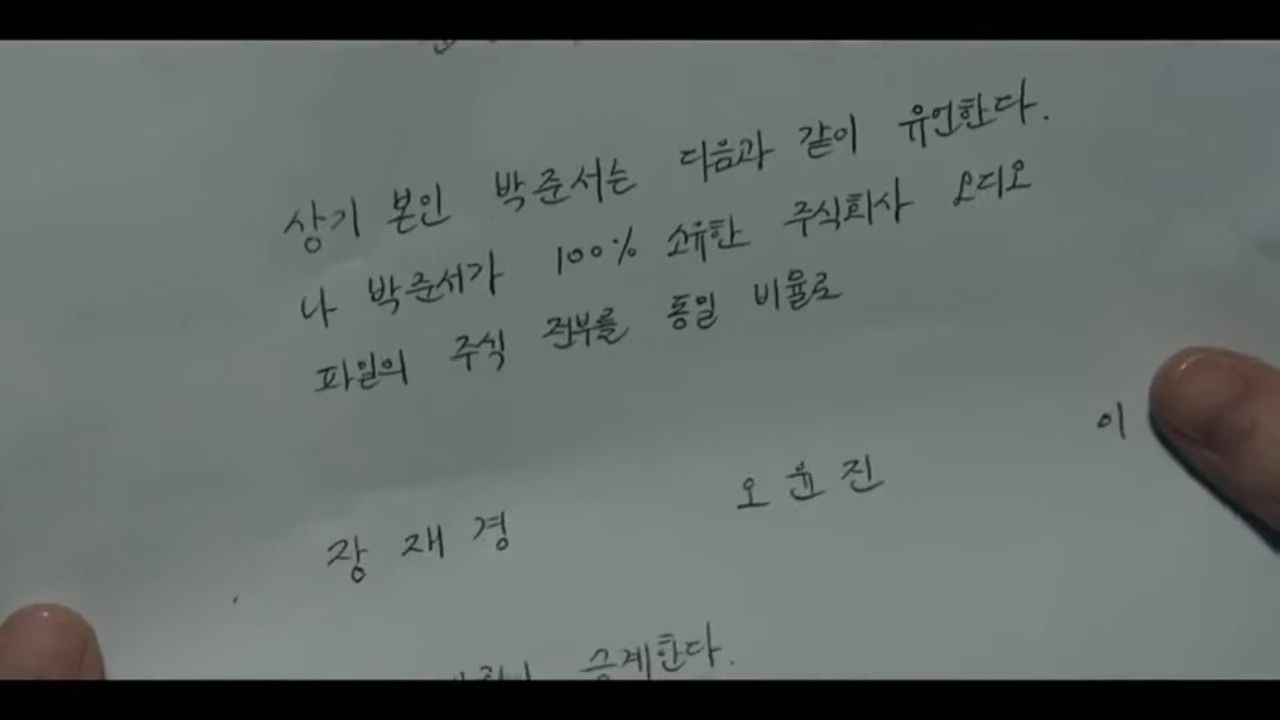 상기 본인 박준서는 다음과 같이 유언한다.
나 박준서가 100% 소유한 주식회사 오디오
파일의 주식 전부를 동일 비율로
장재경 오윤진 이
승계한다.